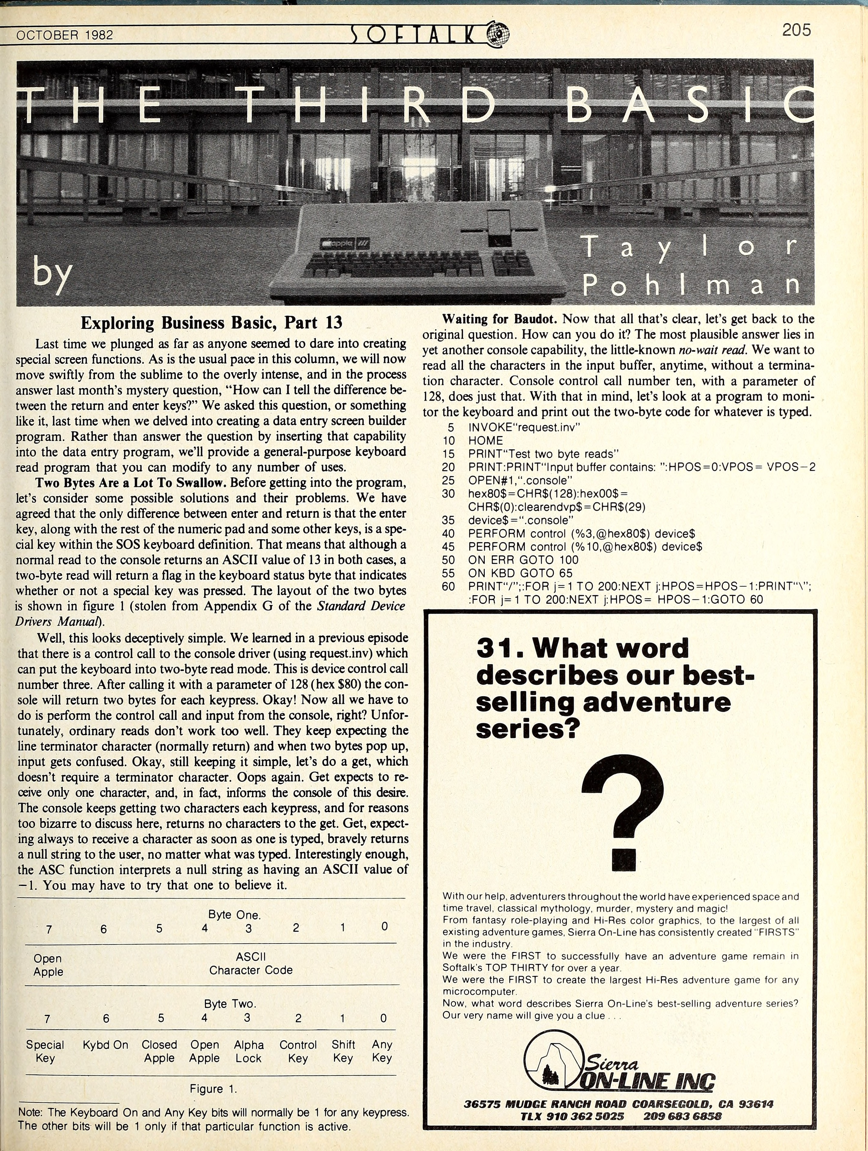 OCTOBER 1982
SOFTALK
205
THE THIRD BASIC
apple ///
by
Taylor
Pohlman
Exploring Business Basic, Part 13
Last time we plunged as far as anyone seemed to dare into creating
special screen functions. As is the usual pace in this column, we will now
move swiftly from the sublime to the overly intense, and in the process
answer last month's mystery question, "How can I tell the difference be-
tween the return and enter keys?" We asked this question, or something
like it, last time when we delved into creating a data entry screen builder
program. Rather than answer the question by inserting that capability
into the data entry program, we'll provide a general-purpose keyboard
read program that you can modify to any number of uses.
Two Bytes Are a Lot To Swallow. Before getting into the program,
let's consider some possible solutions and their problems. We have
agreed that the only difference between enter and return is that the enter
key, along with the rest of the numeric pad and some other keys, is a spe-
cial key within the SOS keyboard definition. That means that although a
normal read to the console returns an ASCII value of 13 in both cases, a
two-byte read will return a flag in the keyboard status byte that indicates
whether or not a special key was pressed. The layout of the two bytes
is shown in figure 1 (stolen from Appendix G of the Standard Device
Drivers Manual).
Well, this looks deceptively simple. We learned in a previous episode
that there is a control call to the console driver (using request.inv) which
can put the keyboard into two-byte read mode. This is device control call
number three. After calling it with a parameter of 128 (hex $80) the con-
sole will return two bytes for each keypress. Okay! Now all we have to
do is perform the control call and input from the console, right? Unfor-
tunately, ordinary reads don't work too well. They keep expecting the
line terminator character (normally return) and when two bytes pop up,
input gets confused. Okay, still keeping it simple, let's do a get, which
doesn't require a terminator character. Oops again. Get expects to re-
ceive only one character, and, in fact, informs the console of this desire.
The console keeps getting two characters each keypress, and for reasons
too bizarre to discuss here, returns no characters to the get. Get, expect-
ing always to receive a character as soon as one is typed, bravely returns
a null string to the user, no matter what was typed. Interestingly enough,
the ASC function interprets a null string as having an ASCII value of
−1. You may have to try that one to believe it.
Byte One.
7 6 5 4 3 2 1 0
Open ASCII
Apple Character Code
Byte Two.
7 6 5 4 3 2 1 0
Special Kybd On Closed Open Alpha Control Shift Any
Key Apple Apple Lock Key Key Key
Figure 1.
Note: The Keyboard On and Any Key bits will normally be 1 for any keypress.
The other bits will be 1 only if that particular function is active.
Waiting for Baudot. Now that all that's clear, let's get back to the
original question. How can you do it? The most plausible answer lies in
yet another console capability, the little-known no-wait read. We want to
read all the characters in the input buffer, anytime, without a termina-
tion character. Console control call number ten, with a parameter of
128, does just that. With that in mind, let's look at a program to moni-
tor the keyboard and print out the two-byte code for whatever is typed.
5 INVOKE"request.inv"
10 HOME
15 PRINT"Test two byte reads"
20 PRINT:PRINT"Input buffer contains: ":HPOS=0:VPOS= VPOS−2
25 OPEN#1,".console"
30 hex80$=CHR$(128):hex00$=
CHR$(0):clearendvp$=CHR$(29)
35 device$=".console"
40 PERFORM control (%3,@hex80$) device$
45 PERFORM control (%10,@hex80$) device$
50 ON ERR GOTO 100
55 ON KBD GOTO 65
60 PRINT"/";:FOR j=1 TO 200:NEXT j:HPOS=HPOS−1:PRINT"\";
:FOR j=1 TO 200:NEXT j:HPOS= HPOS−1:GOTO 60
31. What word
describes our best-
selling adventure
series?
?
With our help, adventurers throughout the world have experienced space and
time travel, classical mythology, murder, mystery and magic!
From fantasy role-playing and Hi-Res color graphics, to the largest of all
existing adventure games, Sierra On-Line has consistently created "FIRSTS"
in the industry.
We were the FIRST to successfully have an adventure game remain in
Softalk's TOP THIRTY for over a year.
We were the FIRST to create the largest Hi-Res adventure game for any
microcomputer.
Now, what word describes Sierra On-Line's best-selling adventure series?
Our very name will give you a clue . . .
Sierra
ON-LINE INC
36575 MUDGE RANCH ROAD COARSEGOLD, CA 93614
TLX 910 362 5025 209 683 6858